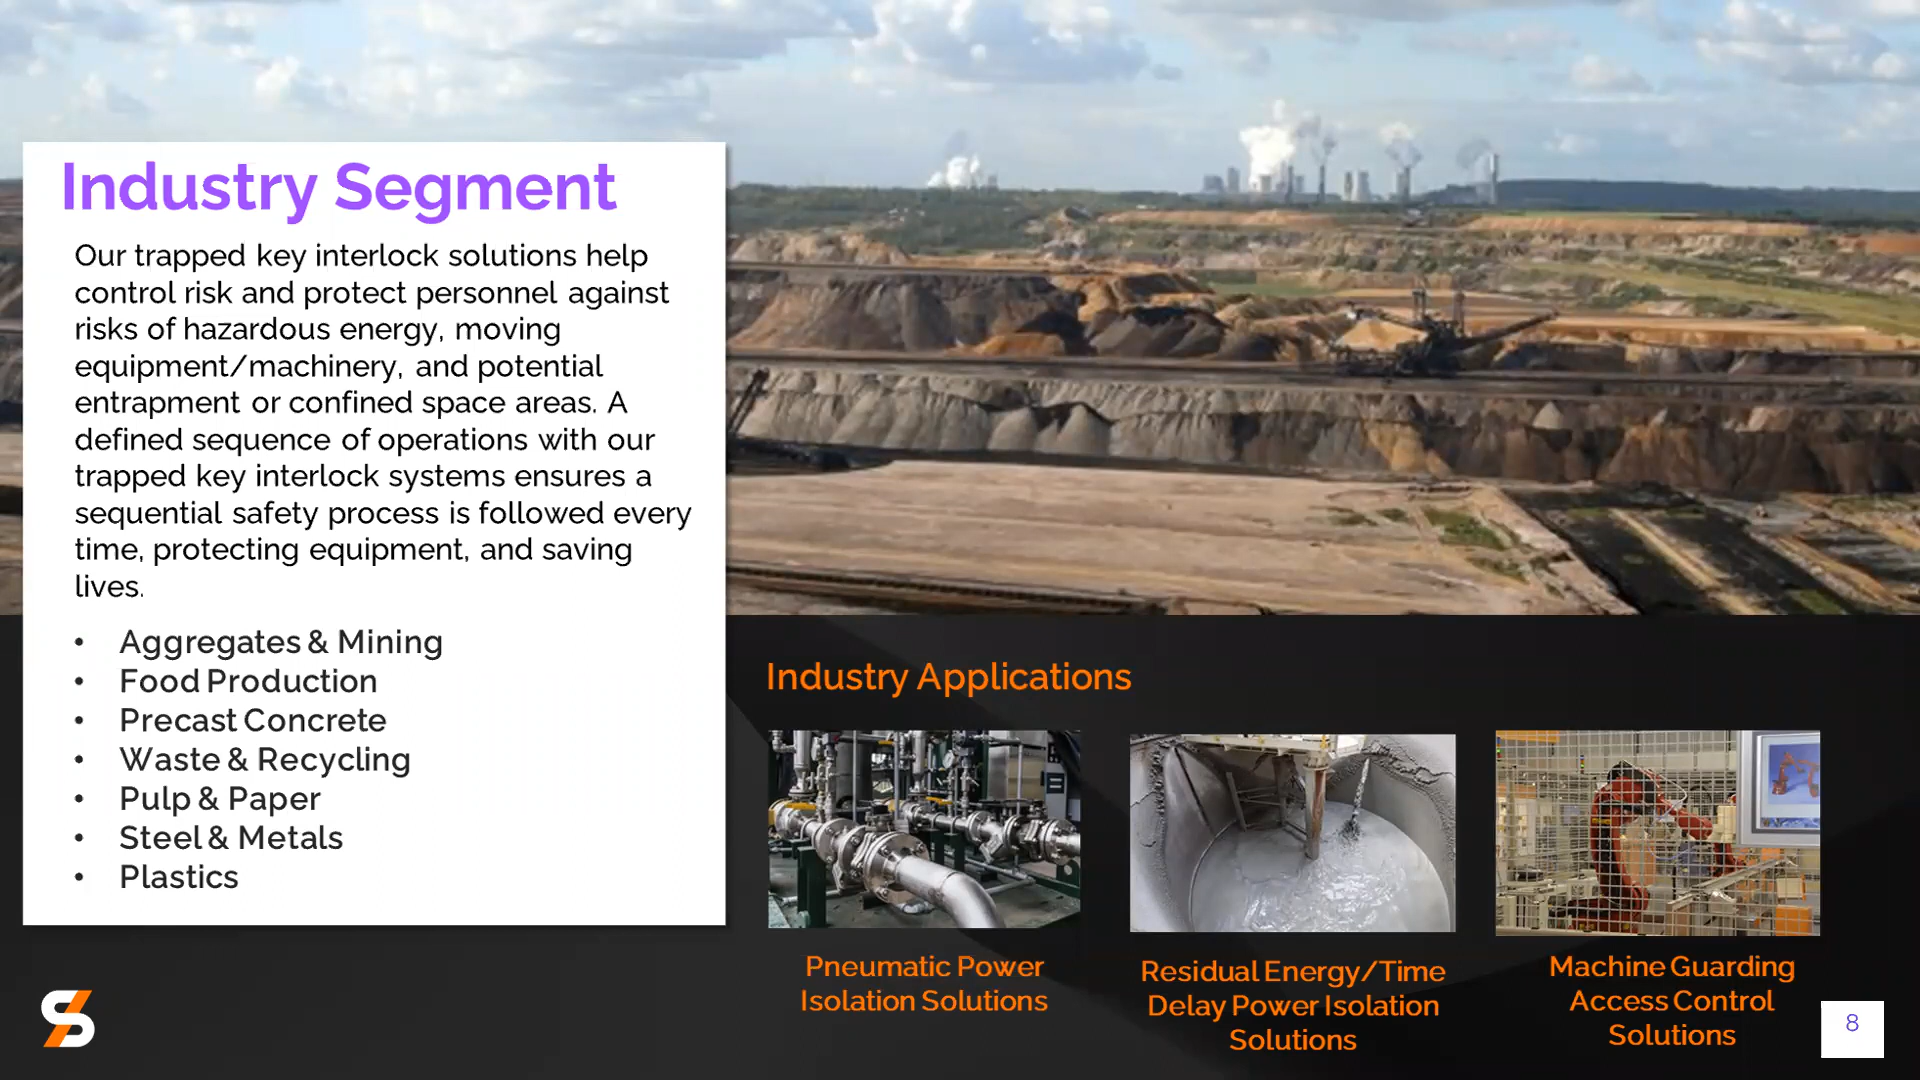 Industry Segment
Our trapped key interlock solutions help
control risk and protect personnel against
risks of hazardous energy, moving
equipment/machinery, and potential
entrapment or confined space areas. A
defined sequence of operations with our
trapped key interlock systems ensures a
sequential safety process is followed every
time, protecting equipment, and saving
lives.
• Aggregates & Mining
• Food Production
• Precast Concrete
• Waste & Recycling
• Pulp & Paper
• Steel & Metals
• Plastics
Industry Applications
Pneumatic Power
Isolation Solutions
Residual Energy/Time
Delay Power Isolation
Solutions
Machine Guarding
Access Control
Solutions
8